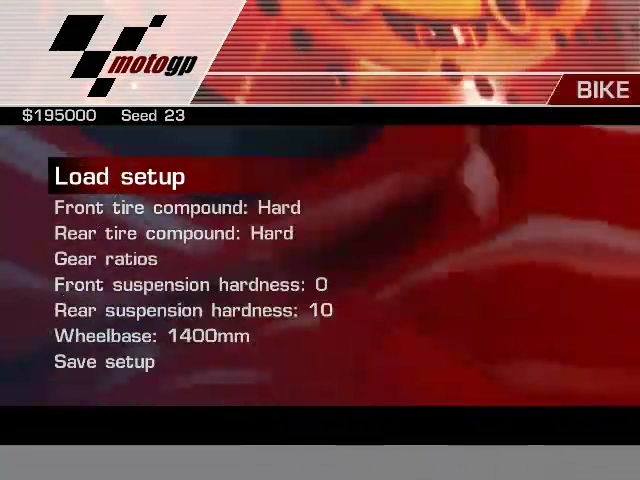 motogp
BIKE
$195000 Seed 23
Load setup
Front tire compound: Hard
Rear tire compound: Hard
Gear ratios
Front suspension hardness: 0
Rear suspension hardness: 10
Wheelbase: 1400mm
Save setup